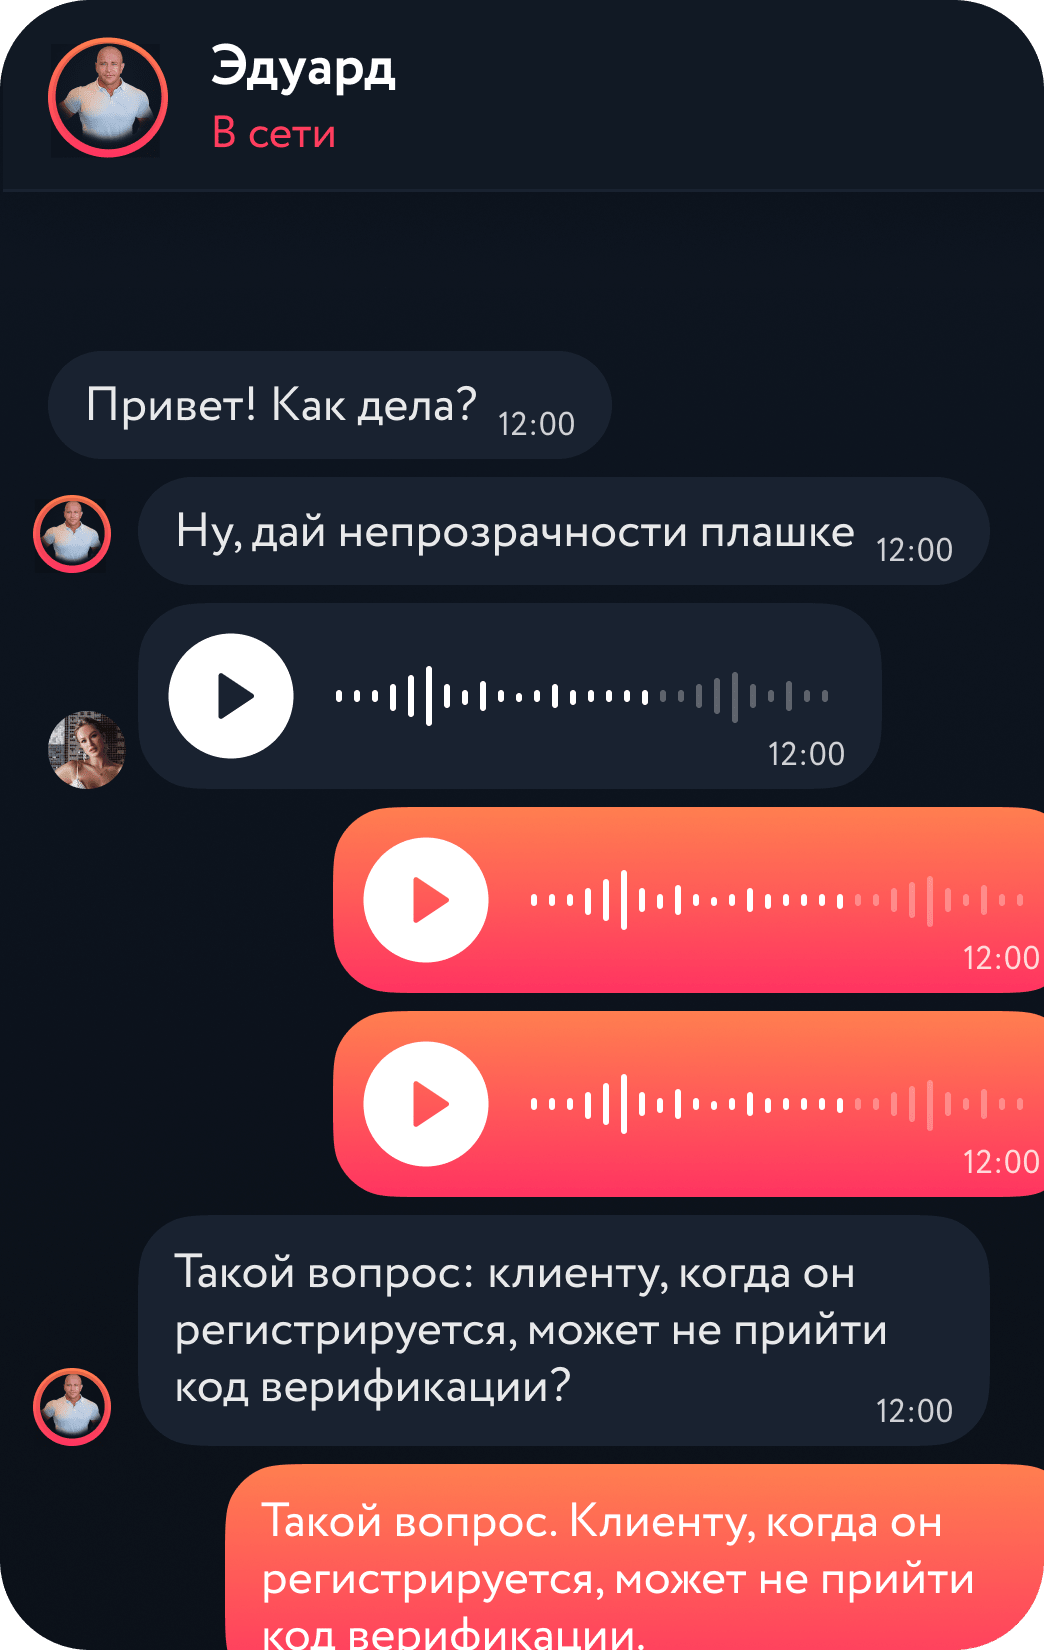 Эдуард
В сети
Привет! Как дела? 12:00
Ну, дай непрозрачности плашке 12:00
12:00
12:00
12:00
Такой вопрос: клиенту, когда он
регистрируется, может не прийти
код верификации?
12:00
Такой вопрос. Клиенту, когда он
регистрируется, может не прийти
код верификации.